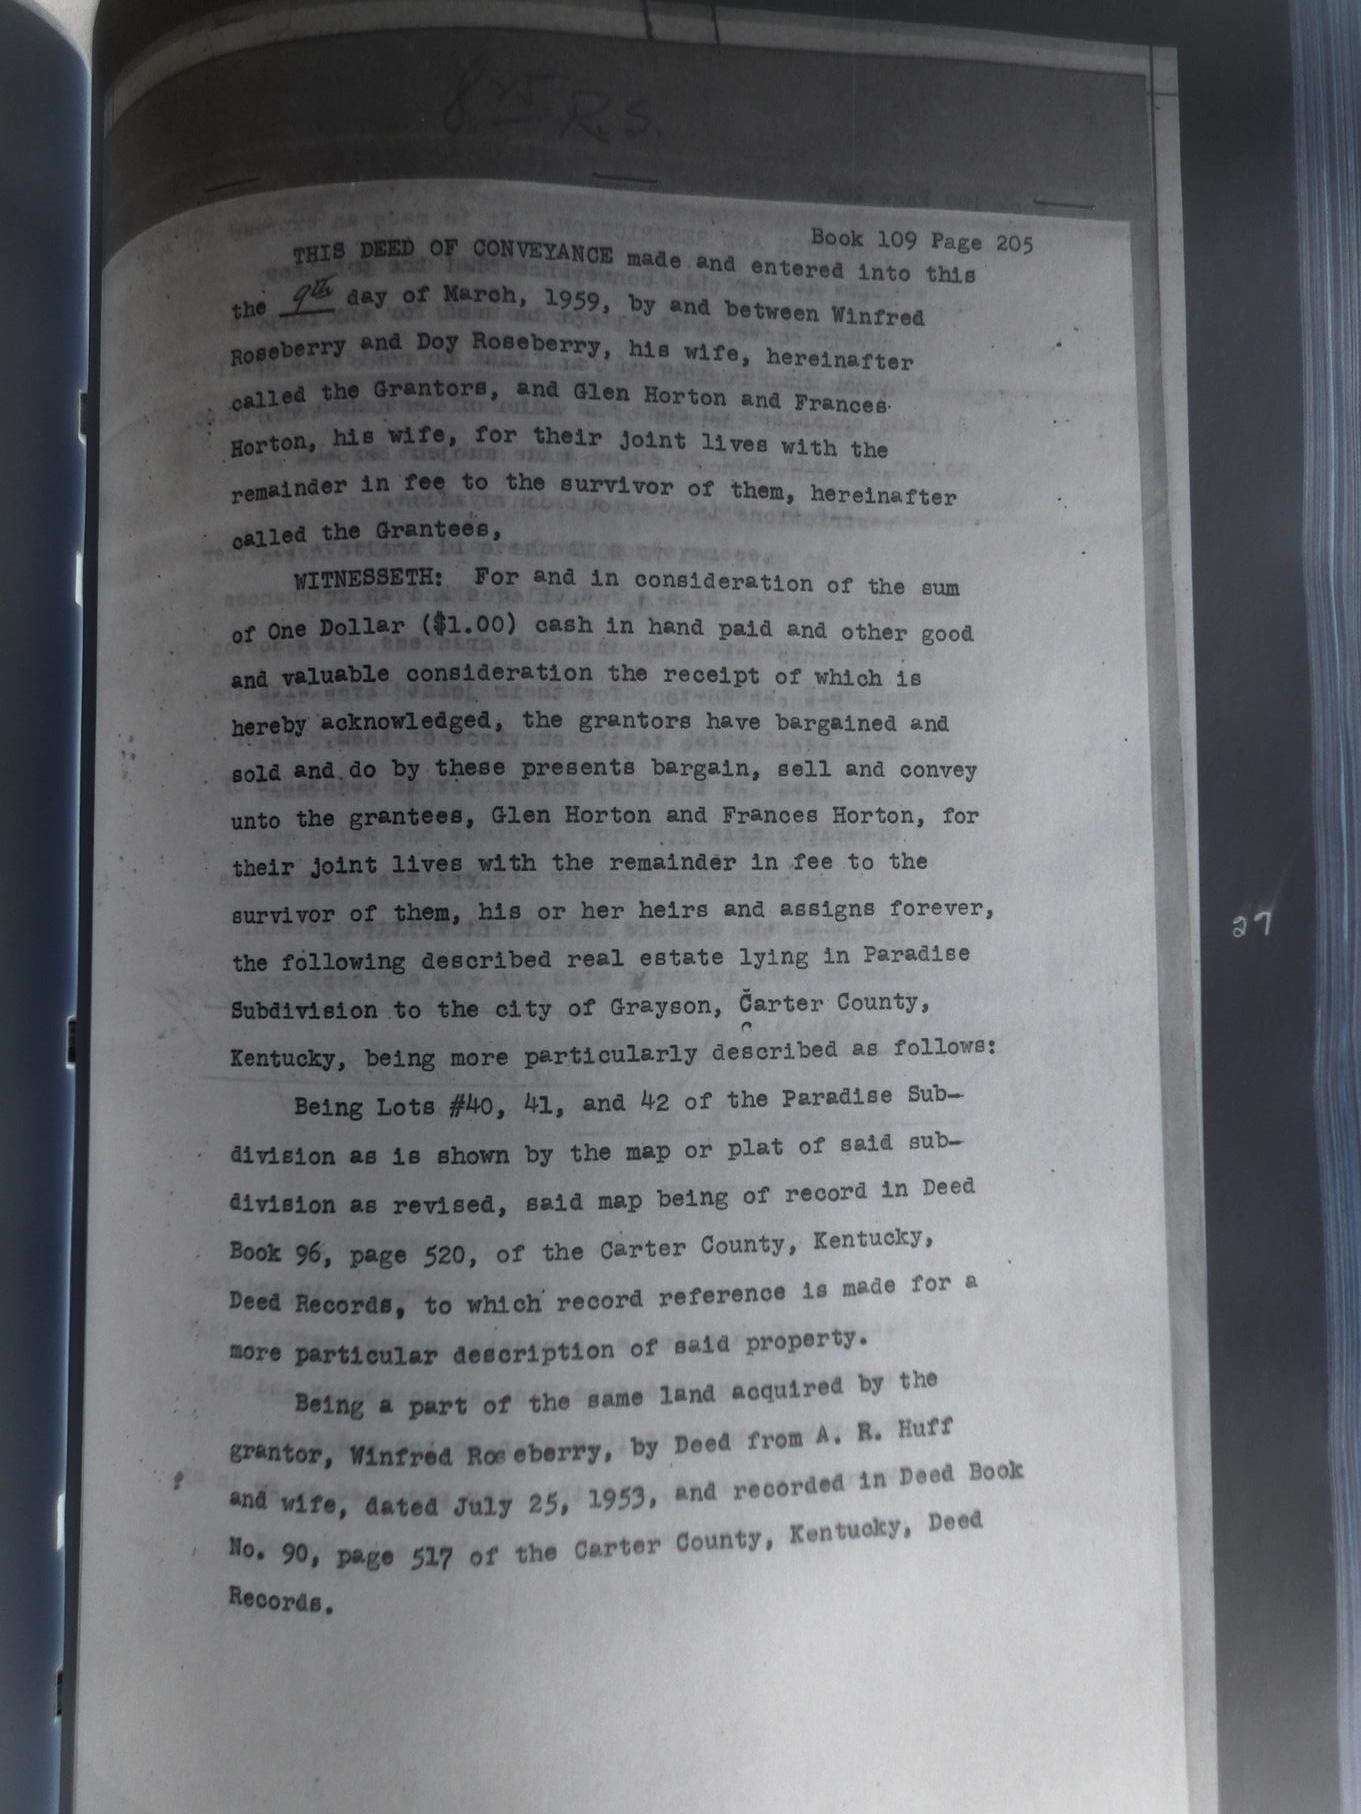 8 25 R.S.
Book 109 Page 205
THIS DEED OF CONVEYANCE made and entered into this
the 9th day of March, 1959, by and between Winfred
Roseberry and Doy Roseberry, his wife, hereinafter
called the Grantors, and Glen Horton and Frances
Horton, his wife, for their joint lives with the
remainder in fee to the survivor of them, hereinafter
called the Grantees,
WITNESSETH: For and in consideration of the sum
of One Dollar ($1.00) cash in hand paid and other good
and valuable consideration the receipt of which is
hereby acknowledged, the grantors have bargained and
sold and do by these presents bargain, sell and convey
unto the grantees, Glen Horton and Frances Horton, for
their joint lives with the remainder in fee to the
survivor of them, his or her heirs and assigns forever,
the following described real estate lying in Paradise
Subdivision to the city of Grayson, Carter County,
Kentucky, being more particularly described as follows:
Being Lots #40, 41, and 42 of the Paradise Sub-
division as is shown by the map or plat of said sub-
division as revised, said map being of record in Deed
Book 96, page 520, of the Carter County, Kentucky,
Deed Records, to which record reference is made for a
more particular description of said property.
Being a part of the same land acquired by the
grantor, Winfred Roseberry, by Deed from A. R. Huff
and wife, dated July 25, 1953, and recorded in Deed Book
No. 90, page 517 of the Carter County, Kentucky, Deed
Records.
27